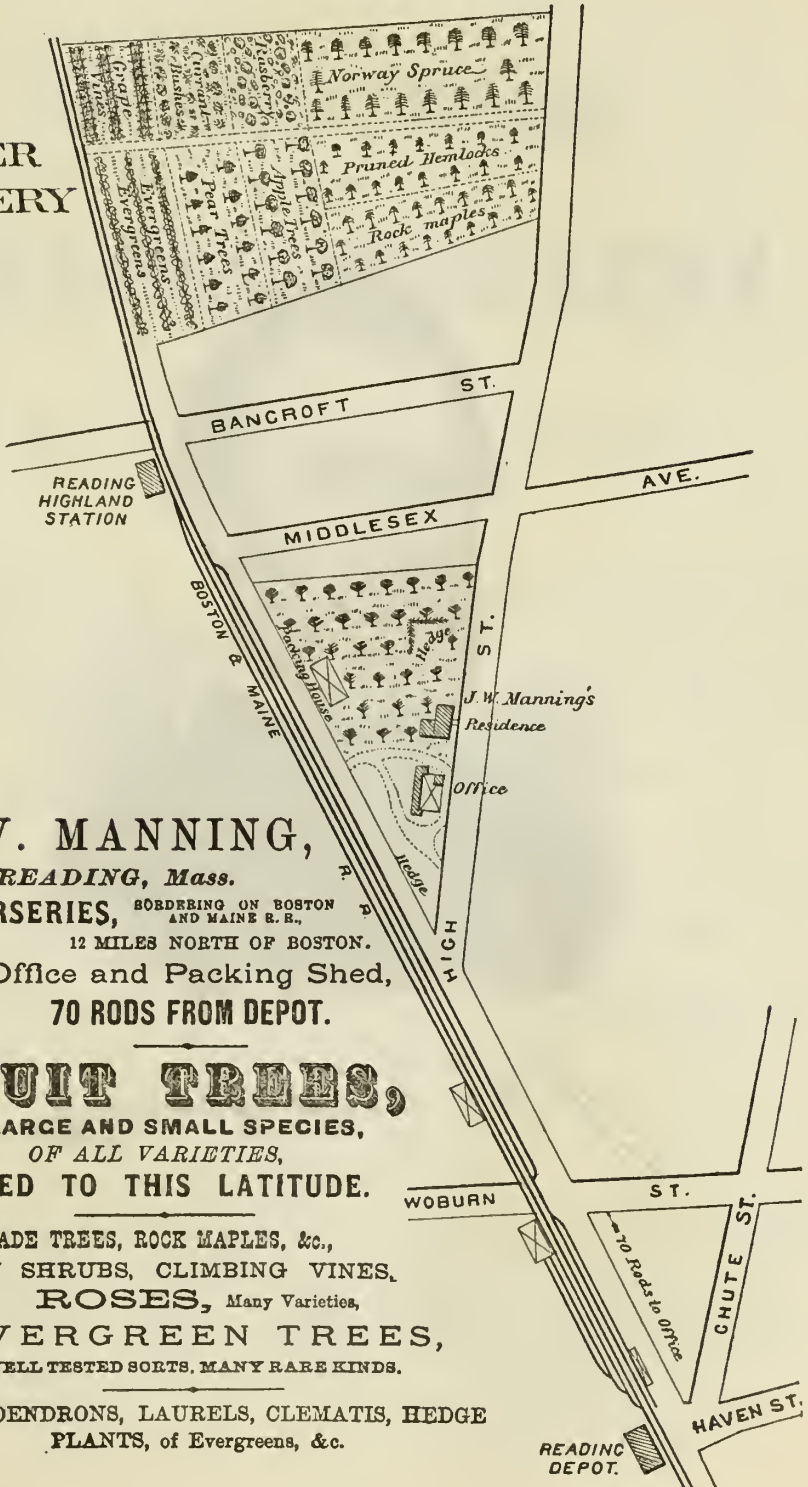 Grape
Vines
Currant
Bushes
Rasberry
Norway Spruce
Pruned Hemlocks
Rock maples
Evergreens
Evergreens
Pear Trees
Apple Trees
ER
ERY
BANCROFT ST.
READING
HIGHLAND
STATION
MIDDLESEX AVE.
BOSTON & MAINE R. R.
Packing House
Hedge
HIGH ST.
J. W. Manning's
Residence
Office
Hedge
. MANNING,
READING, Mass.
RSERIES, BORDERING ON BOSTON
AND MAINE R. R.,
12 MILES NORTH OF BOSTON.
Office and Packing Shed,
70 RODS FROM DEPOT.
UIT TREES,
ARGE AND SMALL SPECIES,
OF ALL VARIETIES,
ED TO THIS LATITUDE.
ADE TREES, ROCK MAPLES, &c.,
SHRUBS, CLIMBING VINES,
ROSES, Many Varieties,
VERGREEN TREES,
ELL TESTED SORTS, MANY RARE KINDS.
DENDRONS, LAURELS, CLEMATIS, HEDGE
PLANTS, of Evergreens, &c.
WOBURN ST.
70 Rods to Office
CHUTE ST.
HAVEN ST.
READING
DEPOT.